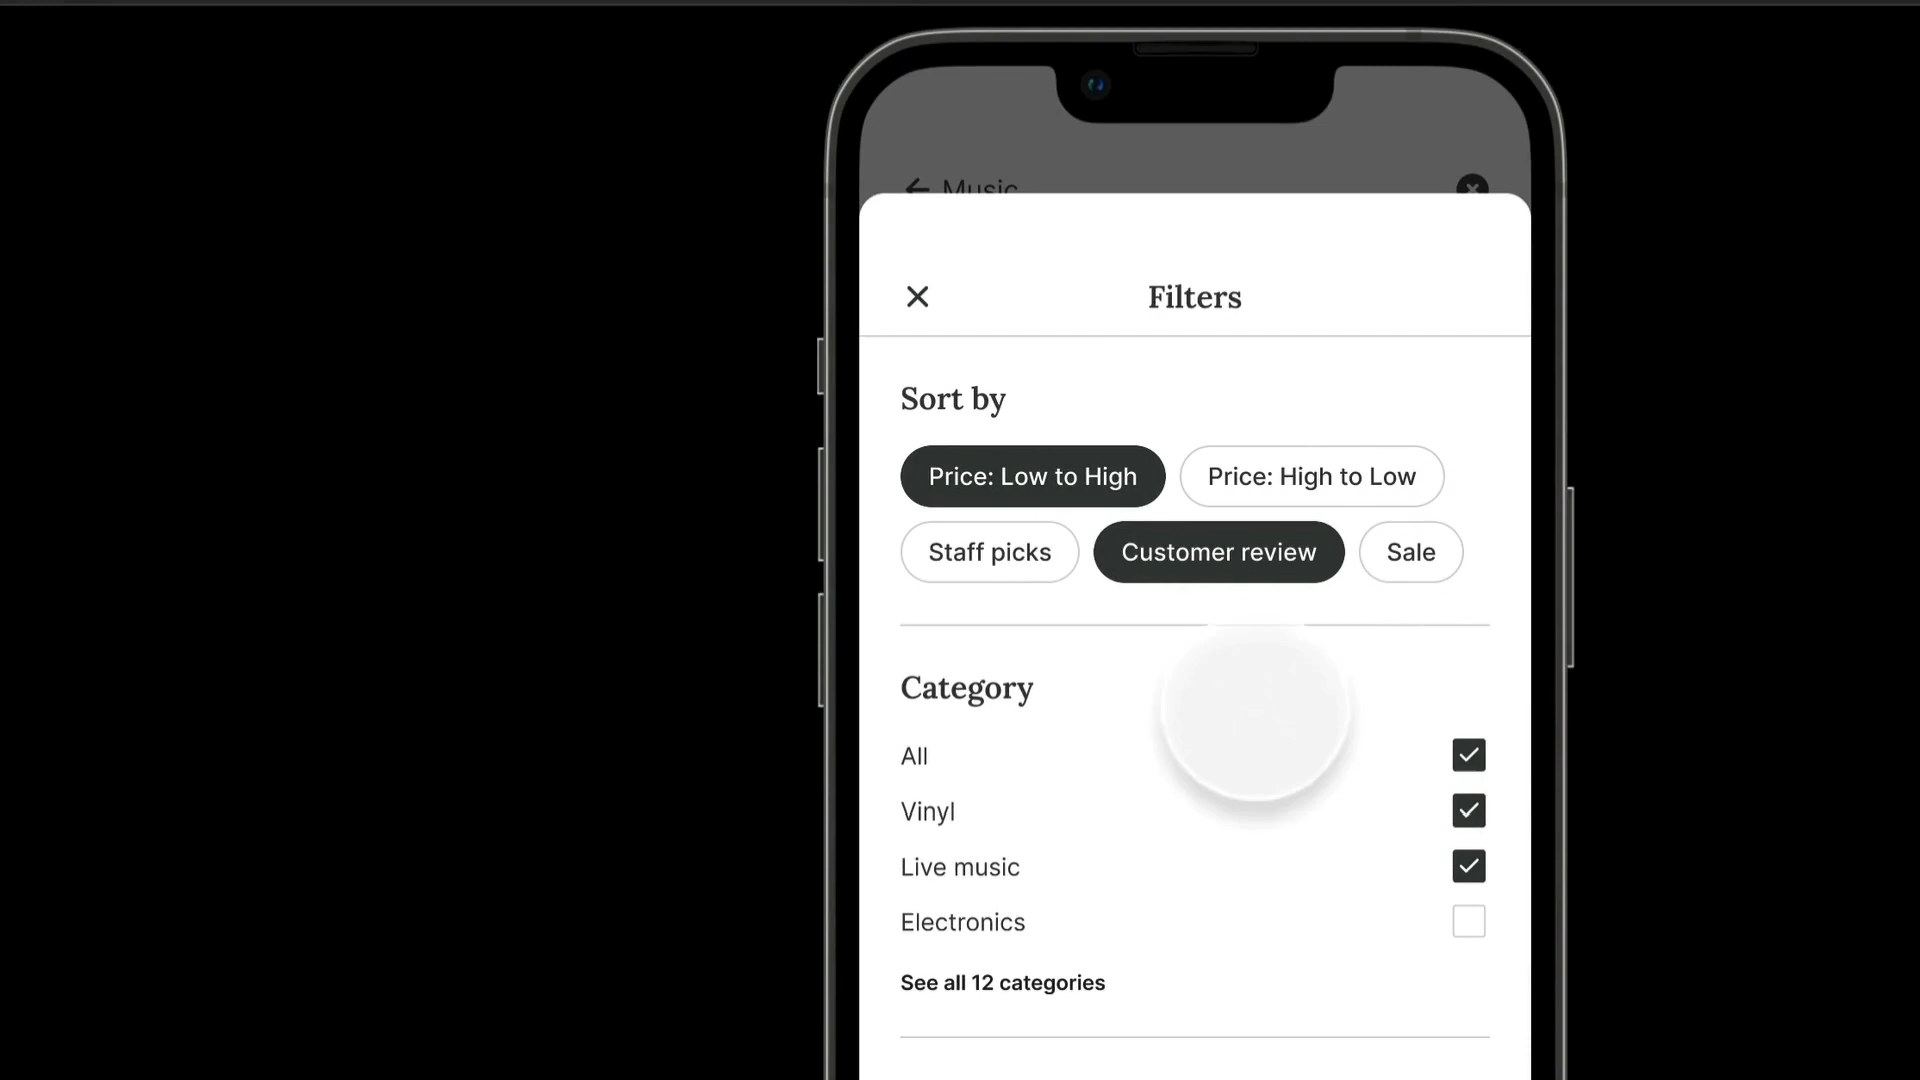 Music
Filters
Sort by
Price: Low to High
Price: High to Low
Staff picks
Customer review
Sale
Category
All
Vinyl
Live music
Electronics
See all 12 categories